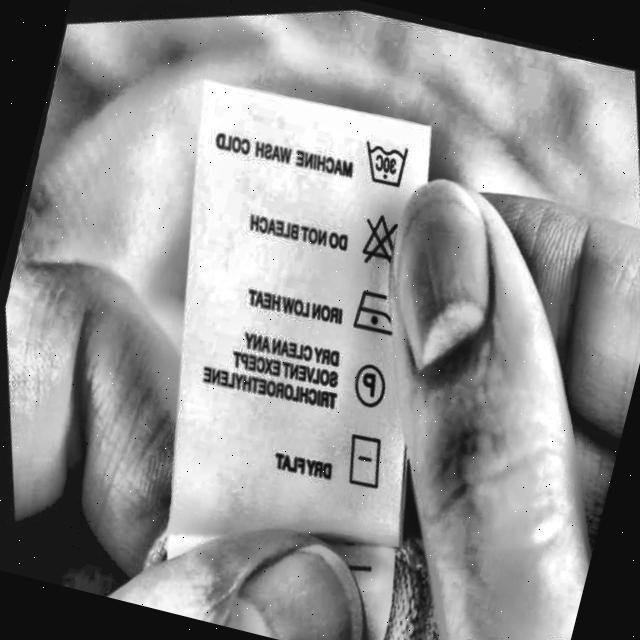 30C MACHINE WASH COLD
DO NOT BLEACH
IRON LOW HEAT
P DRY CLEAN ANY
SOLVENT EXCEPT
TRICHLOROETHYLENE
DRY FLAT